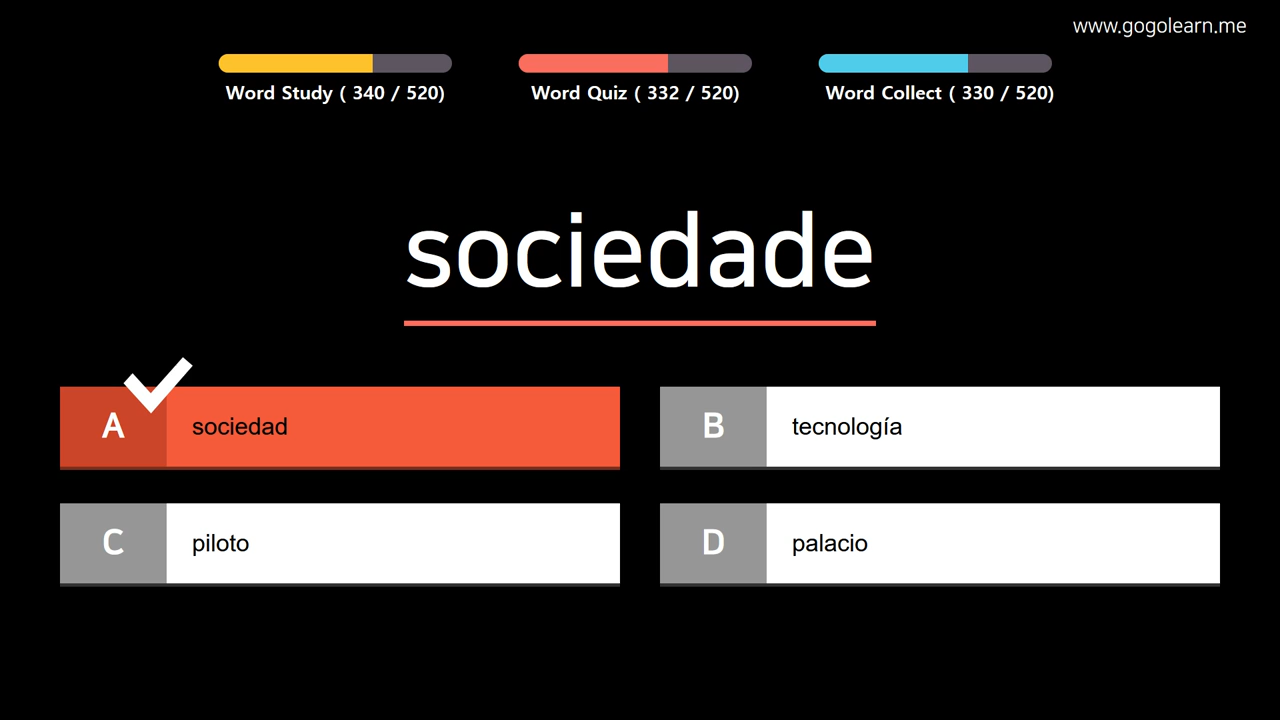 www.gogolearn.me
Word Study ( 340 / 520)
Word Quiz ( 332 / 520)
Word Collect ( 330 / 520)
sociedade
A
sociedad
B
tecnología
C
piloto
D
palacio